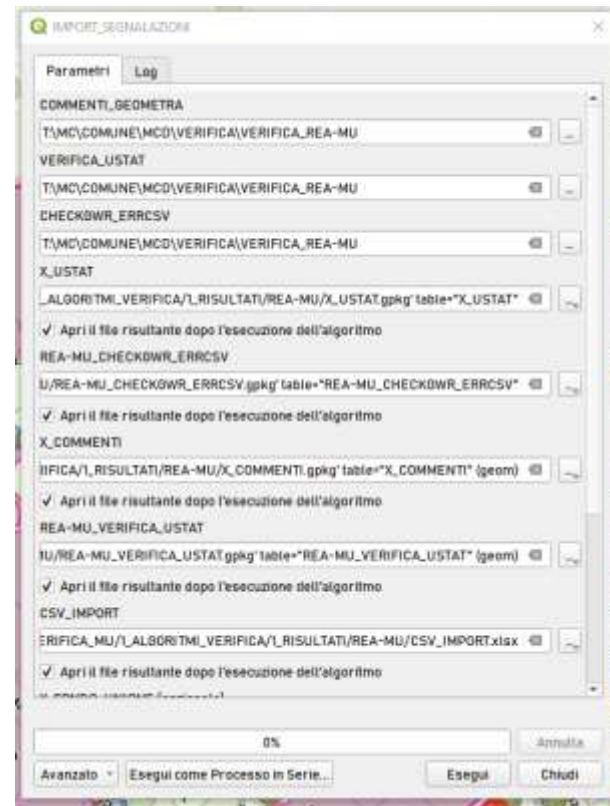 IMPORT_SEGNALAZIONI
Parametri Log
COMMENTI_GEOMETRA
T:\MC\COMUNE\MCD\VERIFICA\VERIFICA_REA-MU
VERIFICA_USTAT
T:\MC\COMUNE\MCD\VERIFICA\VERIFICA_REA-MU
CHECKGWR_ERRCSV
T:\MC\COMUNE\MCD\VERIFICA\VERIFICA_REA-MU
X_USTAT
_ALGORITMI_VERIFICA/1_RISULTATI/REA-MU/X_USTAT.gpkg' table="X_USTAT"
Apri il file risultante dopo l'esecuzione dell'algoritmo
REA-MU_CHECKGWR_ERRCSV
U/REA-MU_CHECKGWR_ERRCSV.gpkg' table="REA-MU_CHECKGWR_ERRCSV"
Apri il file risultante dopo l'esecuzione dell'algoritmo
X_COMMENTI
IIFICA/1_RISULTATI/REA-MU/X_COMMENTI.gpkg' table="X_COMMENTI" (geom)
Apri il file risultante dopo l'esecuzione dell'algoritmo
REA-MU_VERIFICA_USTAT
1U/REA-MU_VERIFICA_USTAT.gpkg' table="REA-MU_VERIFICA_USTAT" (geom)
Apri il file risultante dopo l'esecuzione dell'algoritmo
CSV_IMPORT
ERIFICA_MU/1_ALGORITMI_VERIFICA/1_RISULTATI/REA-MU/CSV_IMPORT.xlsx
Apri il file risultante dopo l'esecuzione dell'algoritmo
0% Annulla
Avanzato Esegui come Processo in Serie... Esegui Chiudi